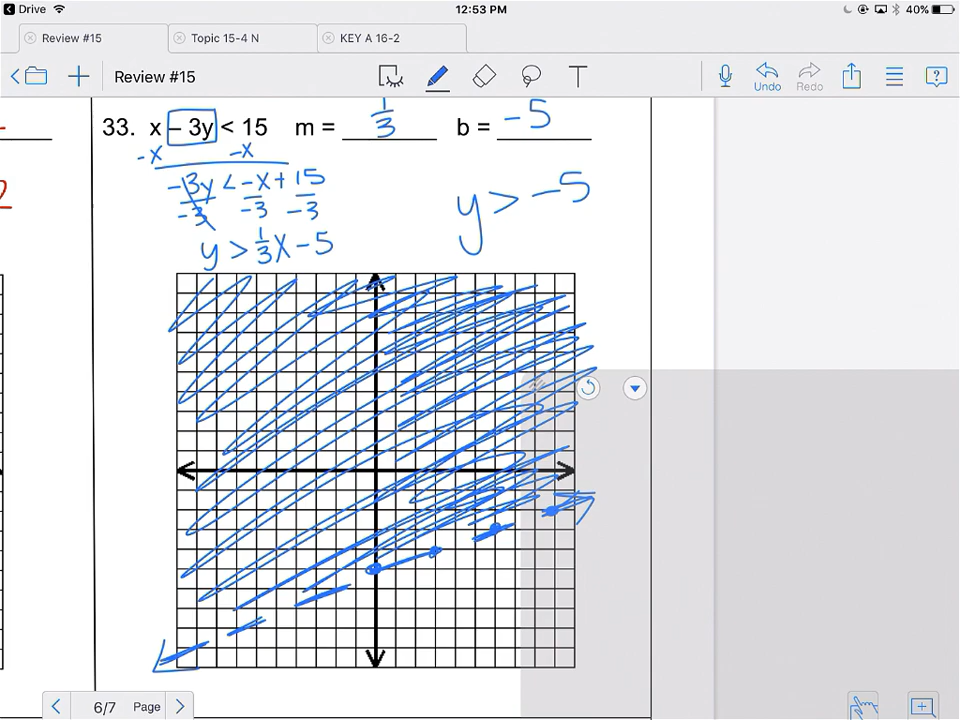 Drive 12:53 PM 40%
Review #15 Topic 15-4 N KEY A 16-2
Review #15 T Undo Redo ?
33. x – 3y < 15 m = 1/3 b = -5
-x -x
-3y < -x + 15
-3 -3 -3
y > 1/3 x - 5
y > -5
6/7 Page